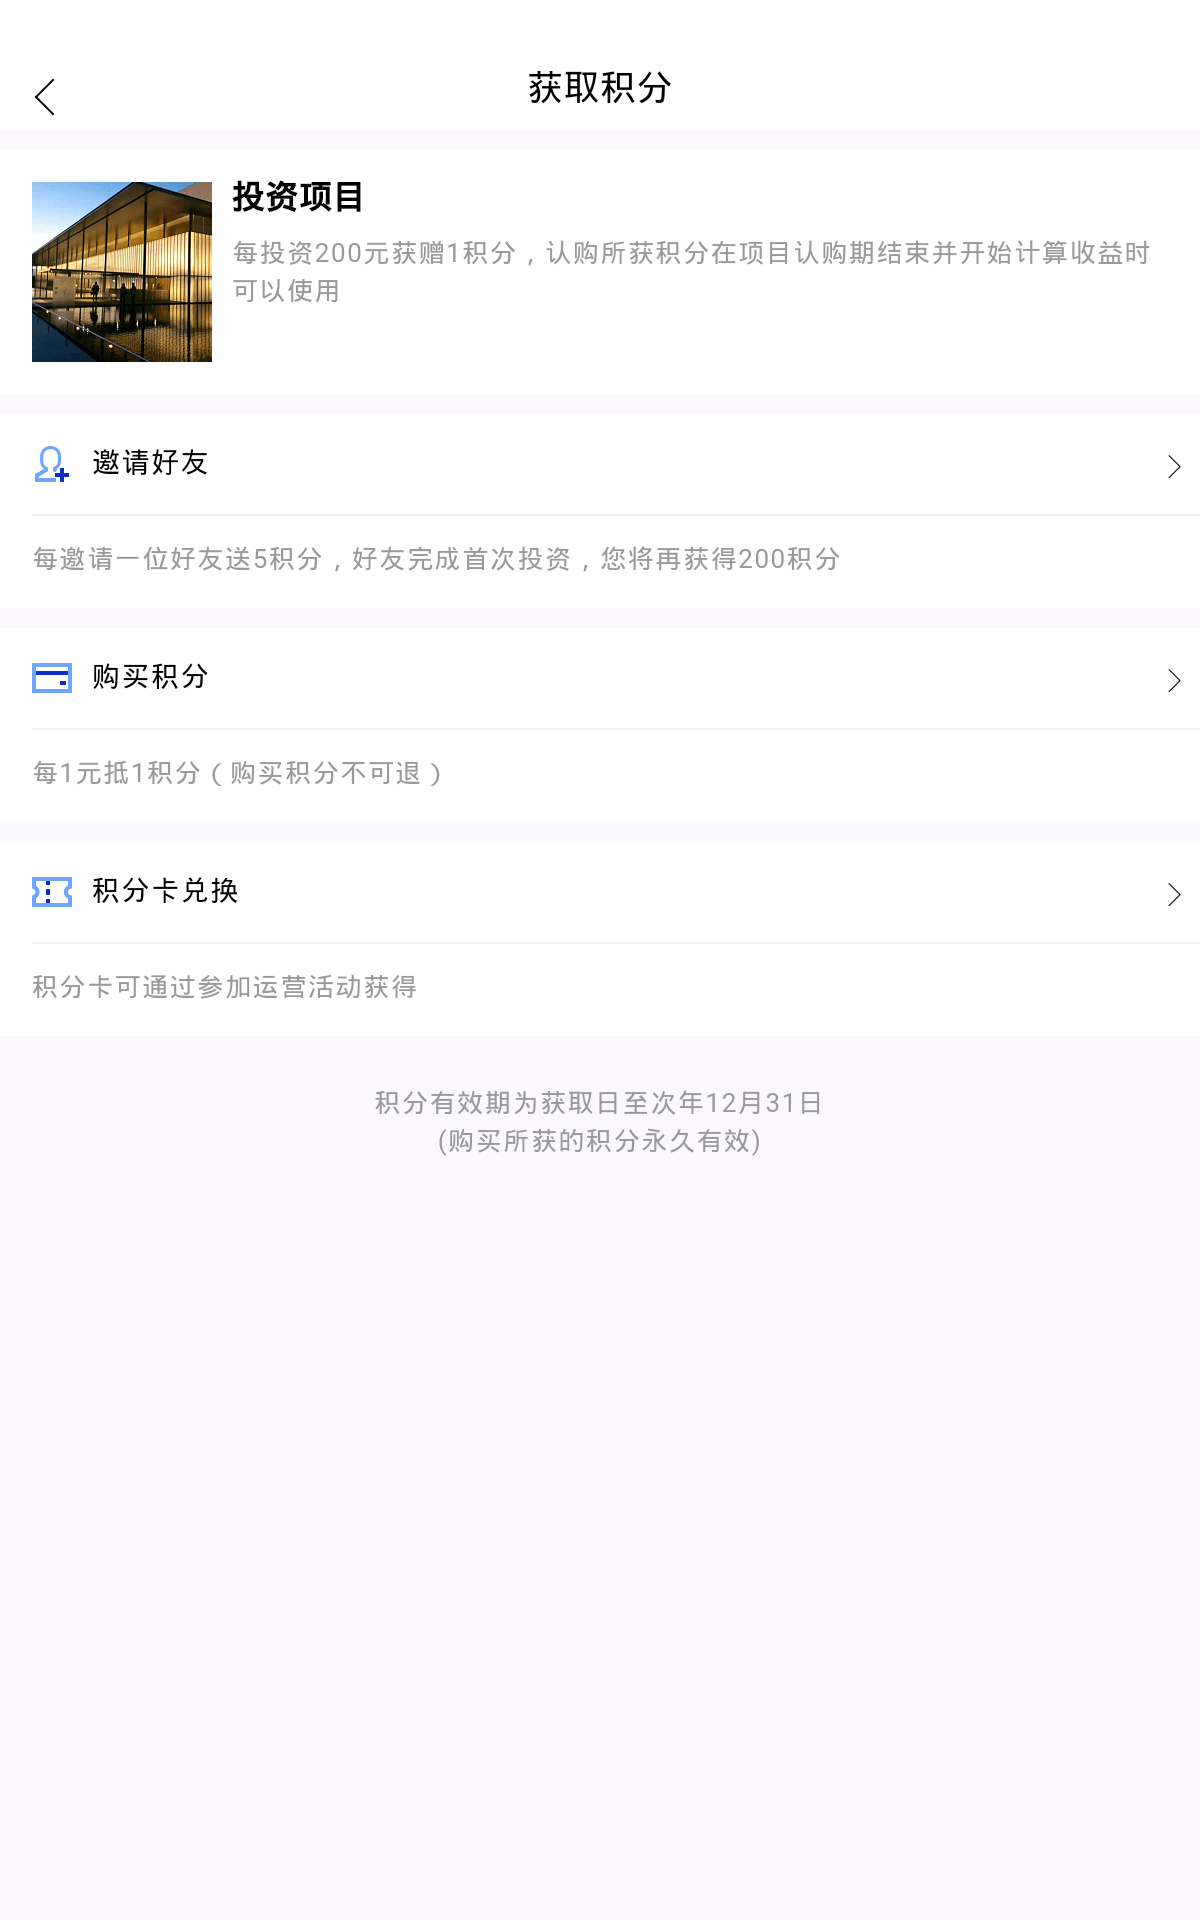 获取积分
投资项目
每投资200元获赠1积分，认购所获积分在项目认购期结束并开始计算收益时
可以使用
邀请好友
每邀请一位好友送5积分，好友完成首次投资，您将再获得200积分
购买积分
每1元抵1积分（购买积分不可退）
积分卡兑换
积分卡可通过参加运营活动获得
积分有效期为获取日至次年12月31日
(购买所获的积分永久有效)